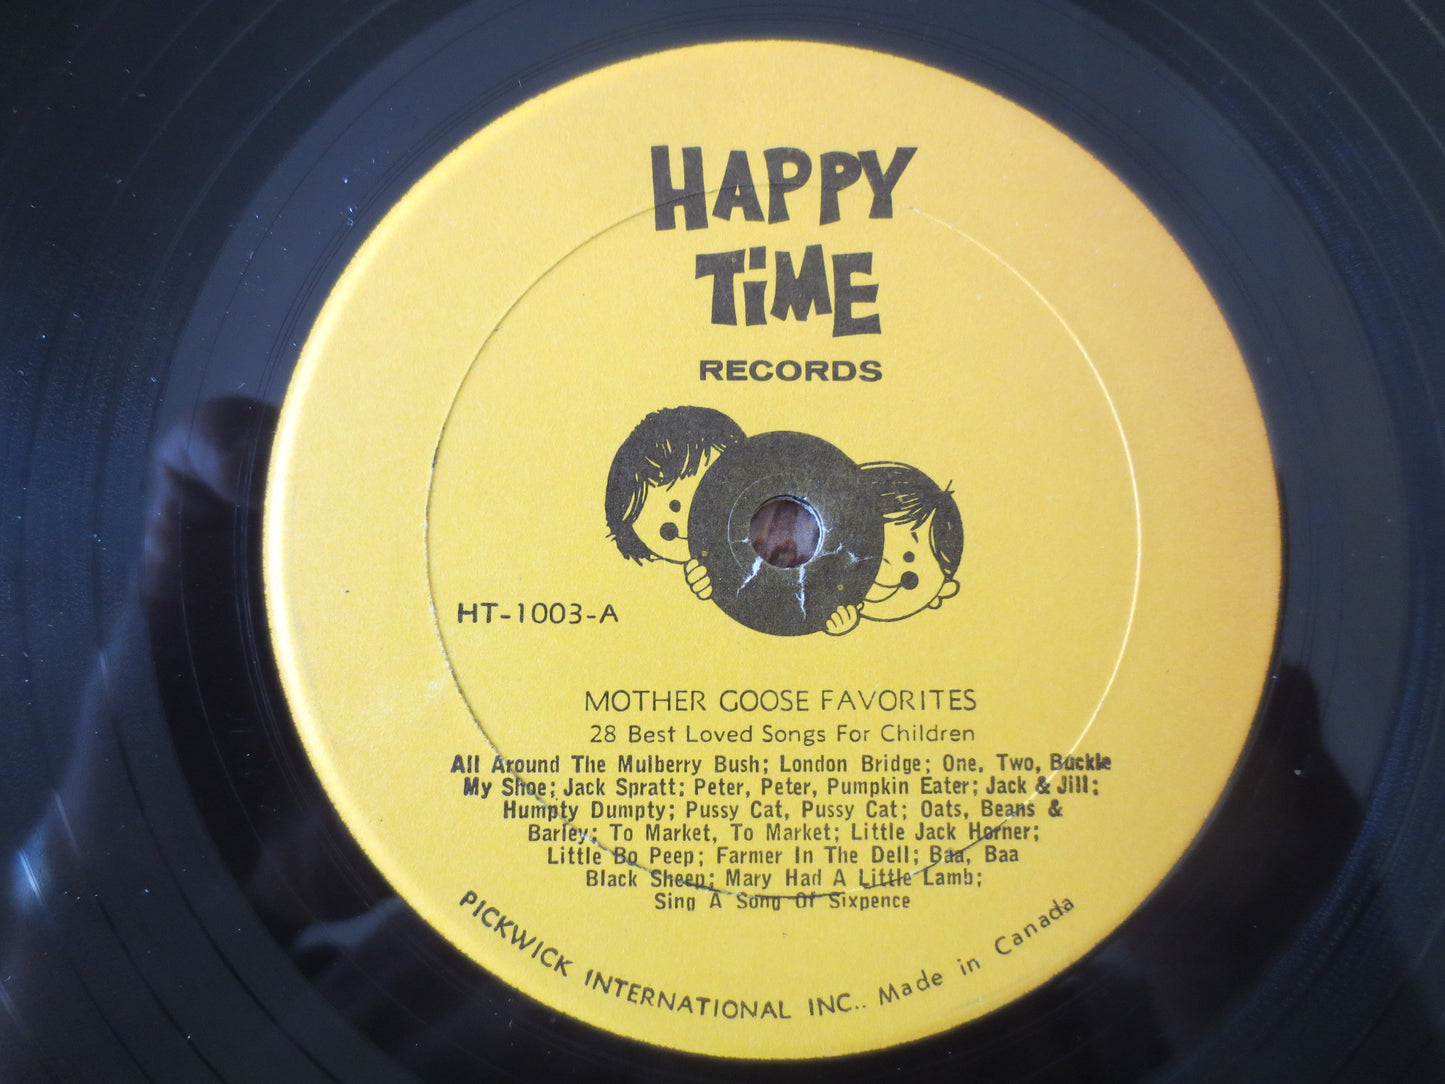 HAPPY
TiME
RECORDS
HT-1003-A
MOTHER GOOSE FAVORITES
28 Best Loved Songs For Children
All Around The Mulberry Bush; London Bridge; One, Two, Buckle
My Shoe; Jack Spratt; Peter, Peter, Pumpkin Eater; Jack & Jill;
Humpty Dumpty; Pussy Cat, Pussy Cat; Oats, Beans &
Barley; To Market, To Market; Little Jack Horner;
Little Bo Peep; Farmer In The Dell; Baa, Baa
Black Sheep; Mary Had A Little Lamb;
Sing A Song Of Sixpence
PICKWICK INTERNATIONAL INC.. Made in Canada